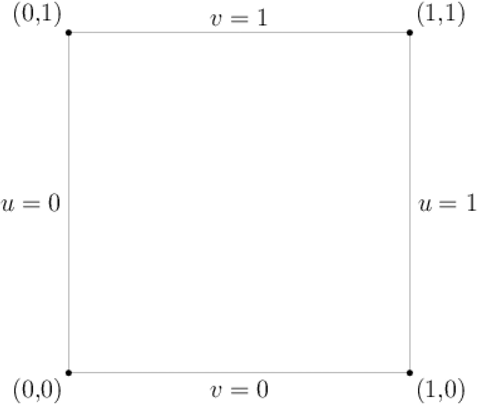 (0,1)
v = 1
(1,1)
u = 0
u = 1
(0,0)
v = 0
(1,0)